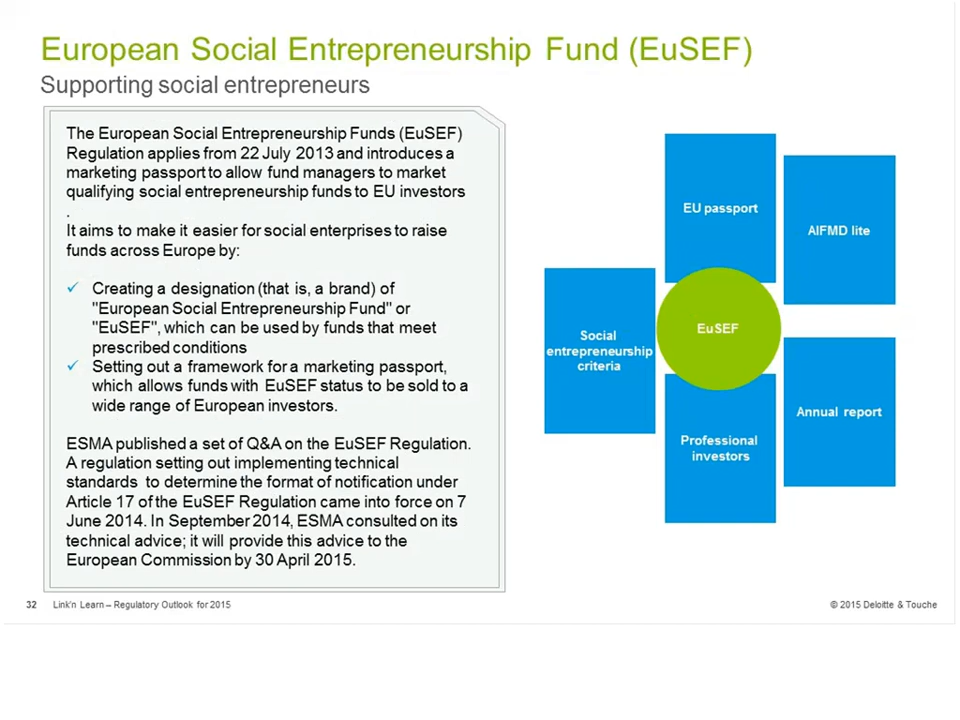 European Social Entrepreneurship Fund (EuSEF)
Supporting social entrepreneurs
The European Social Entrepreneurship Funds (EuSEF)
Regulation applies from 22 July 2013 and introduces a
marketing passport to allow fund managers to market
qualifying social entrepreneurship funds to EU investors
.
It aims to make it easier for social enterprises to raise
funds across Europe by:
✓ Creating a designation (that is, a brand) of
"European Social Entrepreneurship Fund" or
"EuSEF", which can be used by funds that meet
prescribed conditions
✓ Setting out a framework for a marketing passport,
which allows funds with EuSEF status to be sold to a
wide range of European investors.
ESMA published a set of Q&A on the EuSEF Regulation.
A regulation setting out implementing technical
standards to determine the format of notification under
Article 17 of the EuSEF Regulation came into force on 7
June 2014. In September 2014, ESMA consulted on its
technical advice; it will provide this advice to the
European Commission by 30 April 2015.
EU passport
AIFMD lite
Social
entrepreneurship
criteria
EuSEF
Annual report
Professional
investors
32 Link'n Learn – Regulatory Outlook for 2015
© 2015 Deloitte & Touche